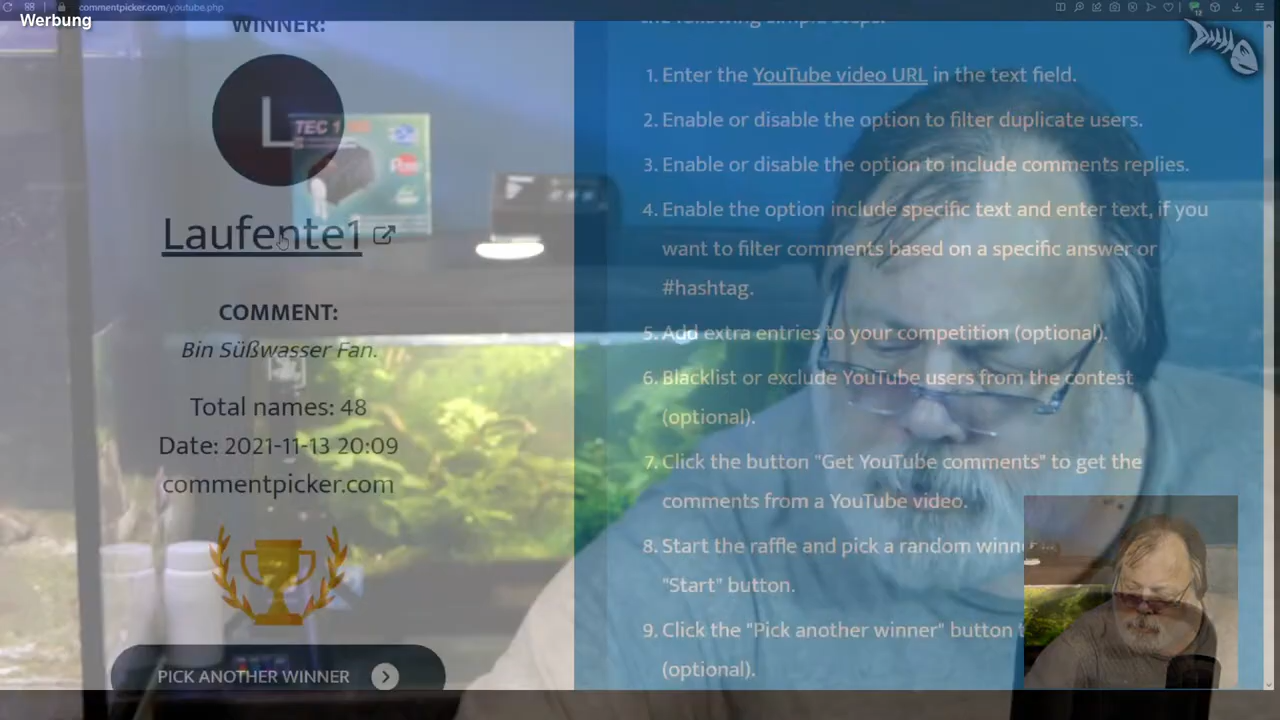 commentpicker.com/youtube.php
Werbung
WINNER:
L
TEC 1
Laufente1
COMMENT:
Bin Süßwasser Fan.
Total names: 48
Date: 2021-11-13 20:09
commentpicker.com
PICK ANOTHER WINNER
the following simple steps.
1. Enter the YouTube video URL in the text field.
2. Enable or disable the option to filter duplicate users.
3. Enable or disable the option to include comments replies.
4. Enable the option include specific text and enter text, if you
want to filter comments based on a specific answer or
#hashtag.
5. Add extra entries to your competition (optional).
6. Blacklist or exclude YouTube users from the contest
(optional).
7. Click the button "Get YouTube comments" to get the
comments from a YouTube video.
8. Start the raffle and pick a random winne
"Start" button.
9. Click the "Pick another winner" button
(optional).